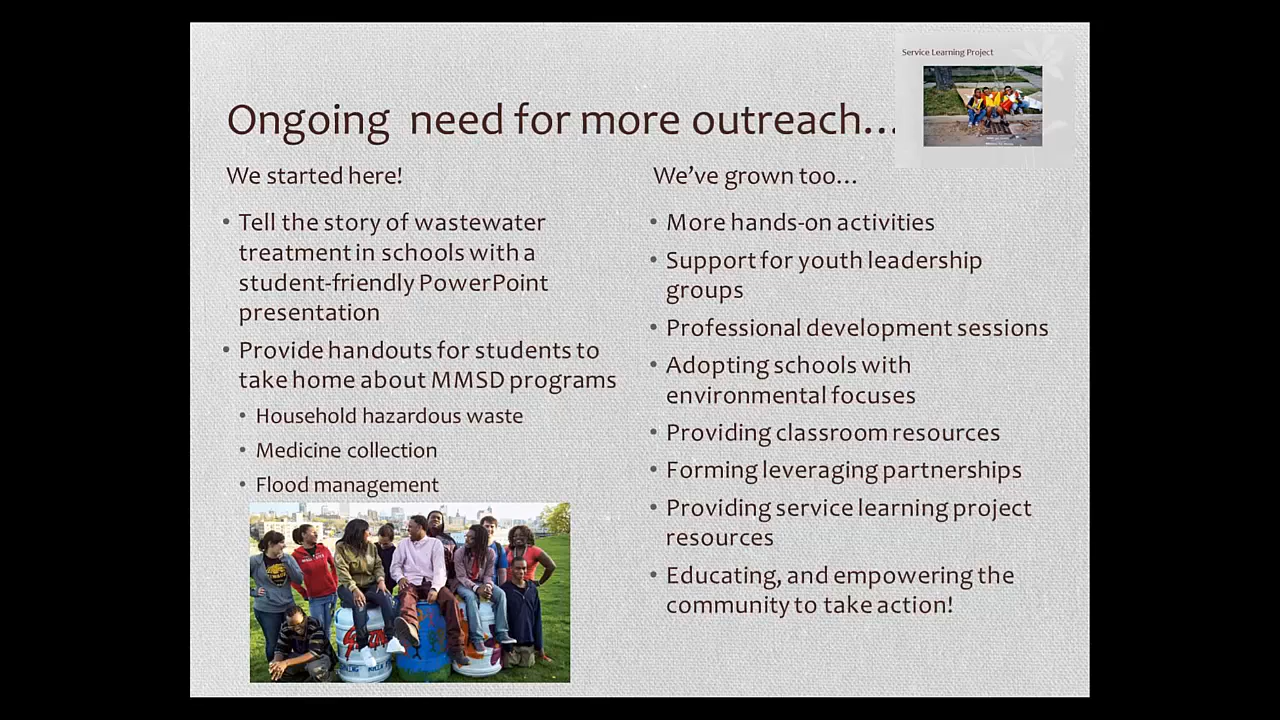 Service Learning Project
Ongoing need for more outreach...
We started here!
• Tell the story of wastewater
treatment in schools with a
student-friendly PowerPoint
presentation
• Provide handouts for students to
take home about MMSD programs
• Household hazardous waste
• Medicine collection
• Flood management
We've grown too...
• More hands-on activities
• Support for youth leadership
groups
• Professional development sessions
• Adopting schools with
environmental focuses
• Providing classroom resources
• Forming leveraging partnerships
• Providing service learning project
resources
• Educating, and empowering the
community to take action!